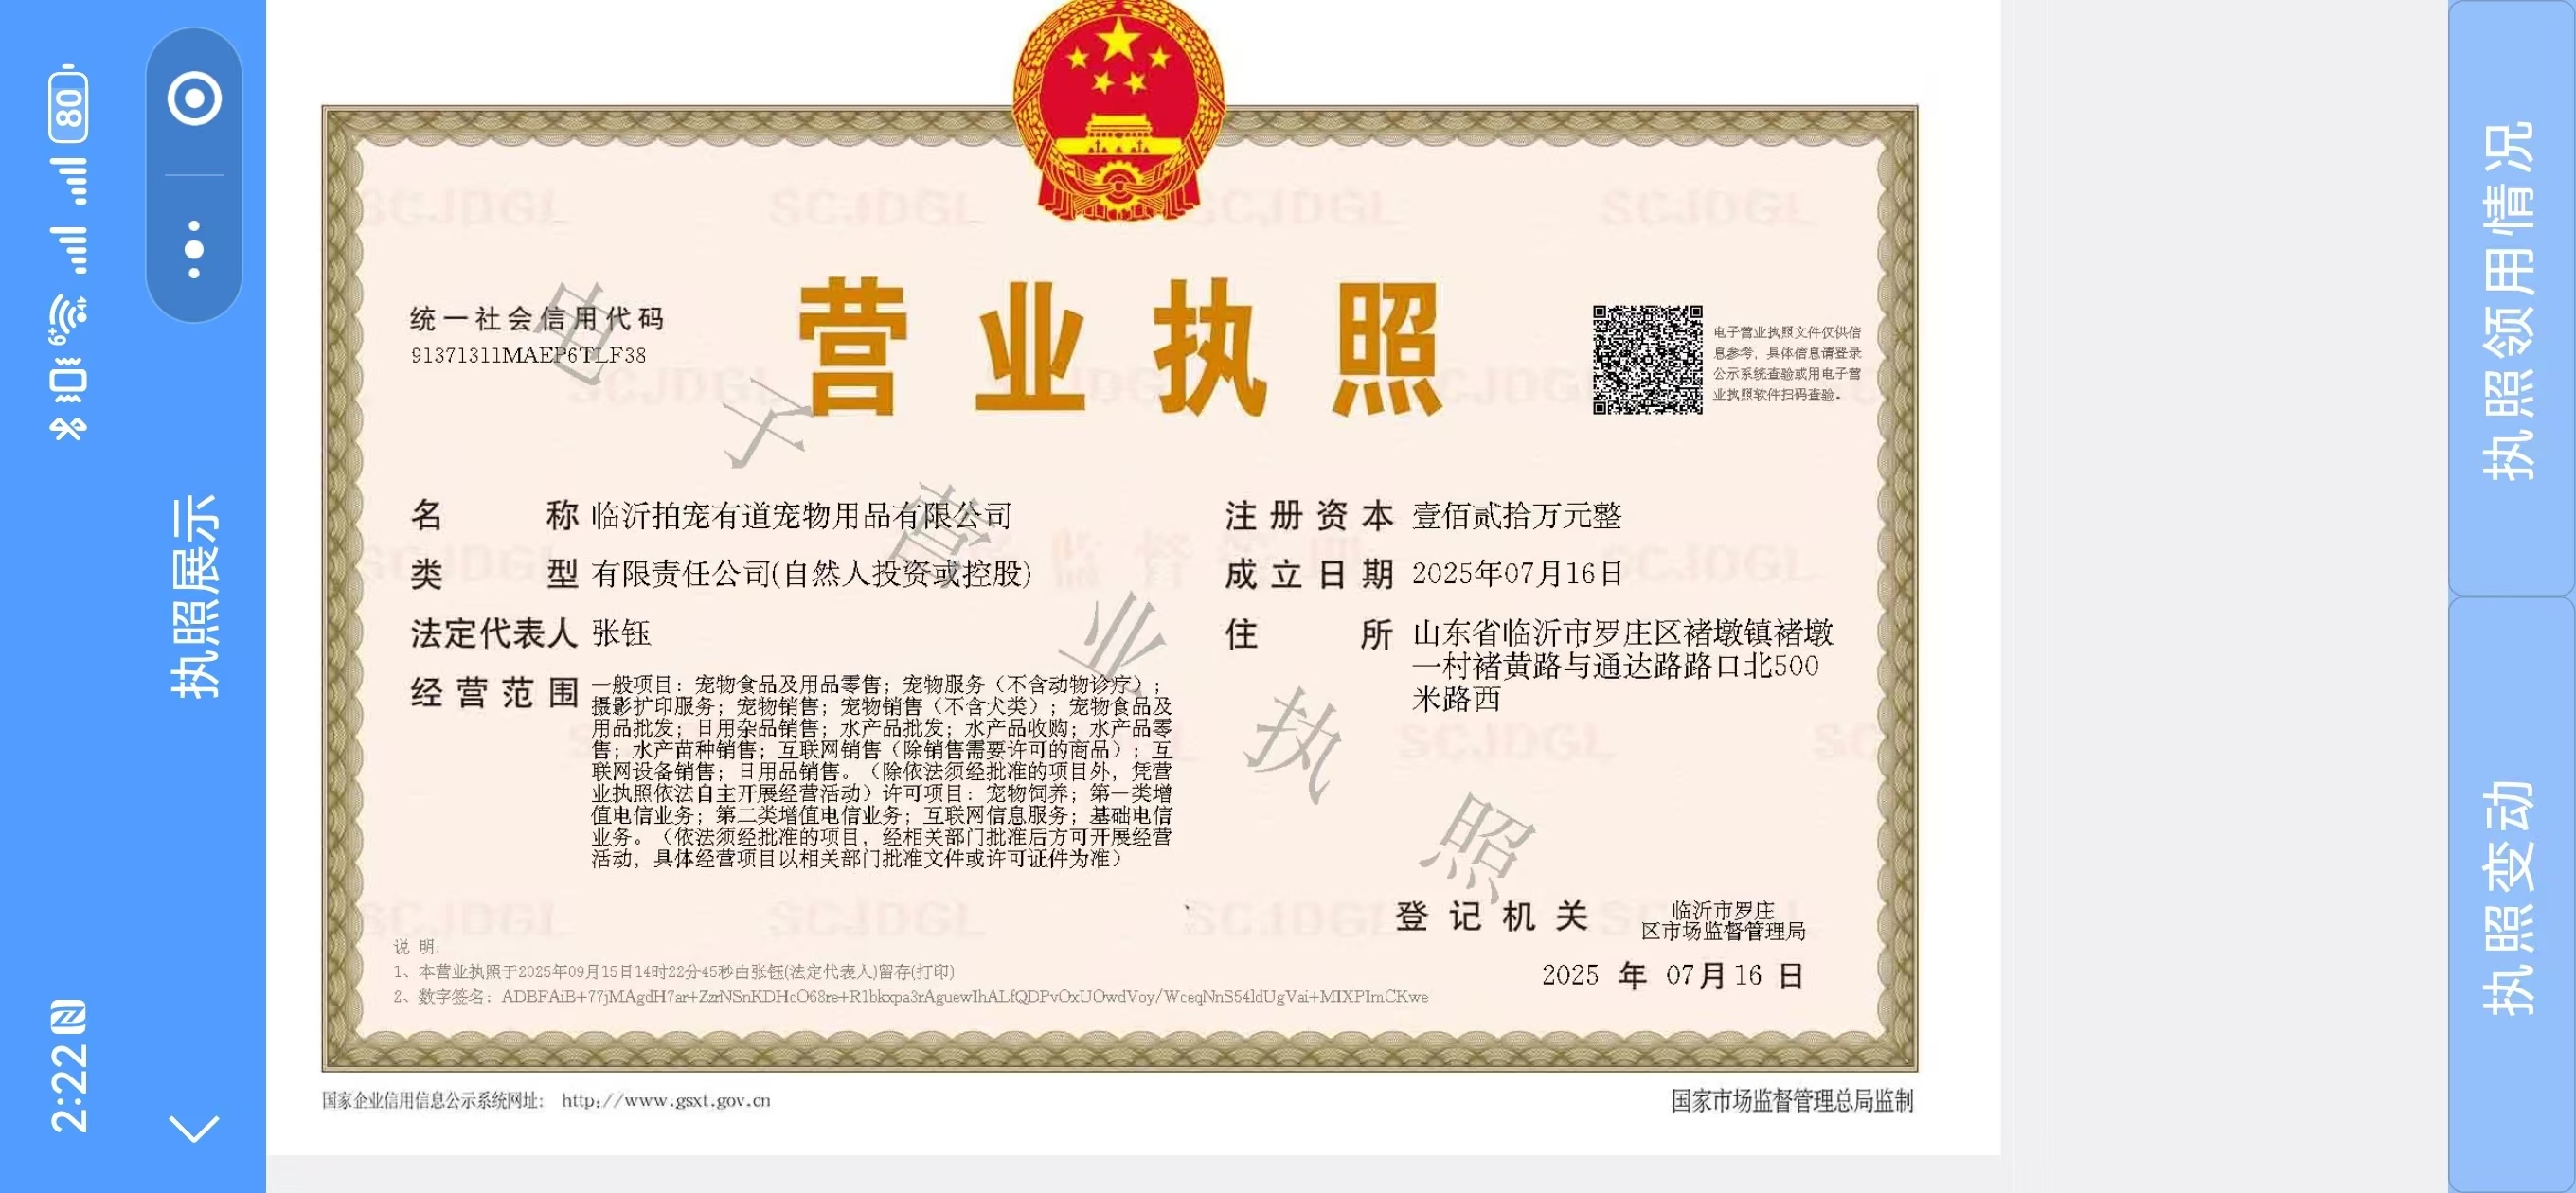 2:22
80
执照展示
营业执照
统一社会信用代码
91371311MAEP6TLF38
电子营业执照文件仅供信
息参考，具体信息请登录
公示系统查验或用电子营
业执照软件扫码查验。
名称 临沂拍宠有道宠物用品有限公司
类型 有限责任公司(自然人投资或控股)
法定代表人 张钰
经营范围 一般项目：宠物食品及用品零售；宠物服务（不含动物诊疗）；
摄影扩印服务；宠物销售；宠物销售（不含犬类）；宠物食品及
用品批发；日用杂品销售；水产品批发；水产品收购；水产品零
售；水产苗种销售；互联网销售（除销售需要许可的商品）；互
联网设备销售；日用品销售。（除依法须经批准的项目外，凭营
业执照依法自主开展经营活动）许可项目：宠物饲养；第一类增
值电信业务；第二类增值电信业务；互联网信息服务；基础电信
业务。（依法须经批准的项目，经相关部门批准后方可开展经营
活动，具体经营项目以相关部门批准文件或许可证件为准）
注册资本 壹佰贰拾万元整
成立日期 2025年07月16日
住所 山东省临沂市罗庄区褚墩镇褚墩
一村褚黄路与通达路路口北500
米路西
电子营业执照
登记机关 临沂市罗庄
区市场监督管理局
2025 年 07月16 日
说 明:
1、本营业执照于2025年09月15日14时22分45秒由张钰(法定代表人)留存(打印)
2、数字签名：ADBFAiB+77jMAgdH7ar+ZzrNSnKDHcO68re+R1bkxpa3rAguewIhALfQDPvOxUOwdVoy/WceqNnS54ldUgVai+MIXPImCKwe
国家企业信用信息公示系统网址： http://www.gsxt.gov.cn
国家市场监督管理总局监制
执照领用情况
执照变动